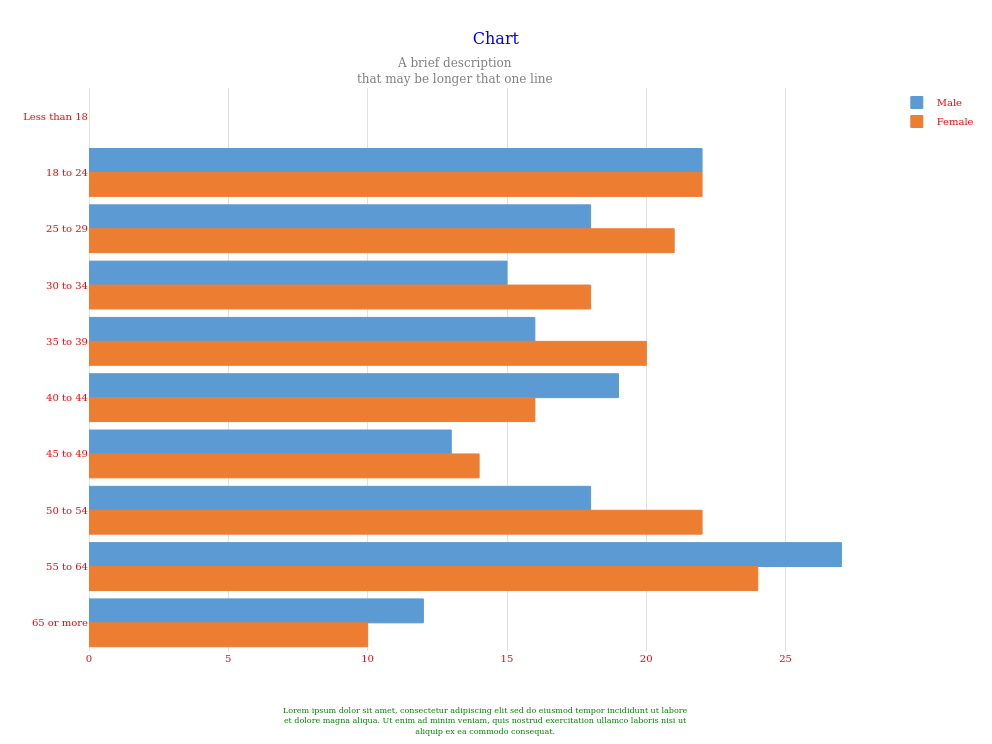 Chart
A brief description
that may be longer that one line
Male
Female
Less than 18
18 to 24
25 to 29
30 to 34
35 to 39
40 to 44
45 to 49
50 to 54
55 to 64
65 or more
0 5 10 15 20 25
Lorem ipsum dolor sit amet, consectetur adipiscing elit sed do eiusmod tempor incididunt ut labore
et dolore magna aliqua. Ut enim ad minim veniam, quis nostrud exercitation ullamco laboris nisi ut
aliquip ex ea commodo consequat.